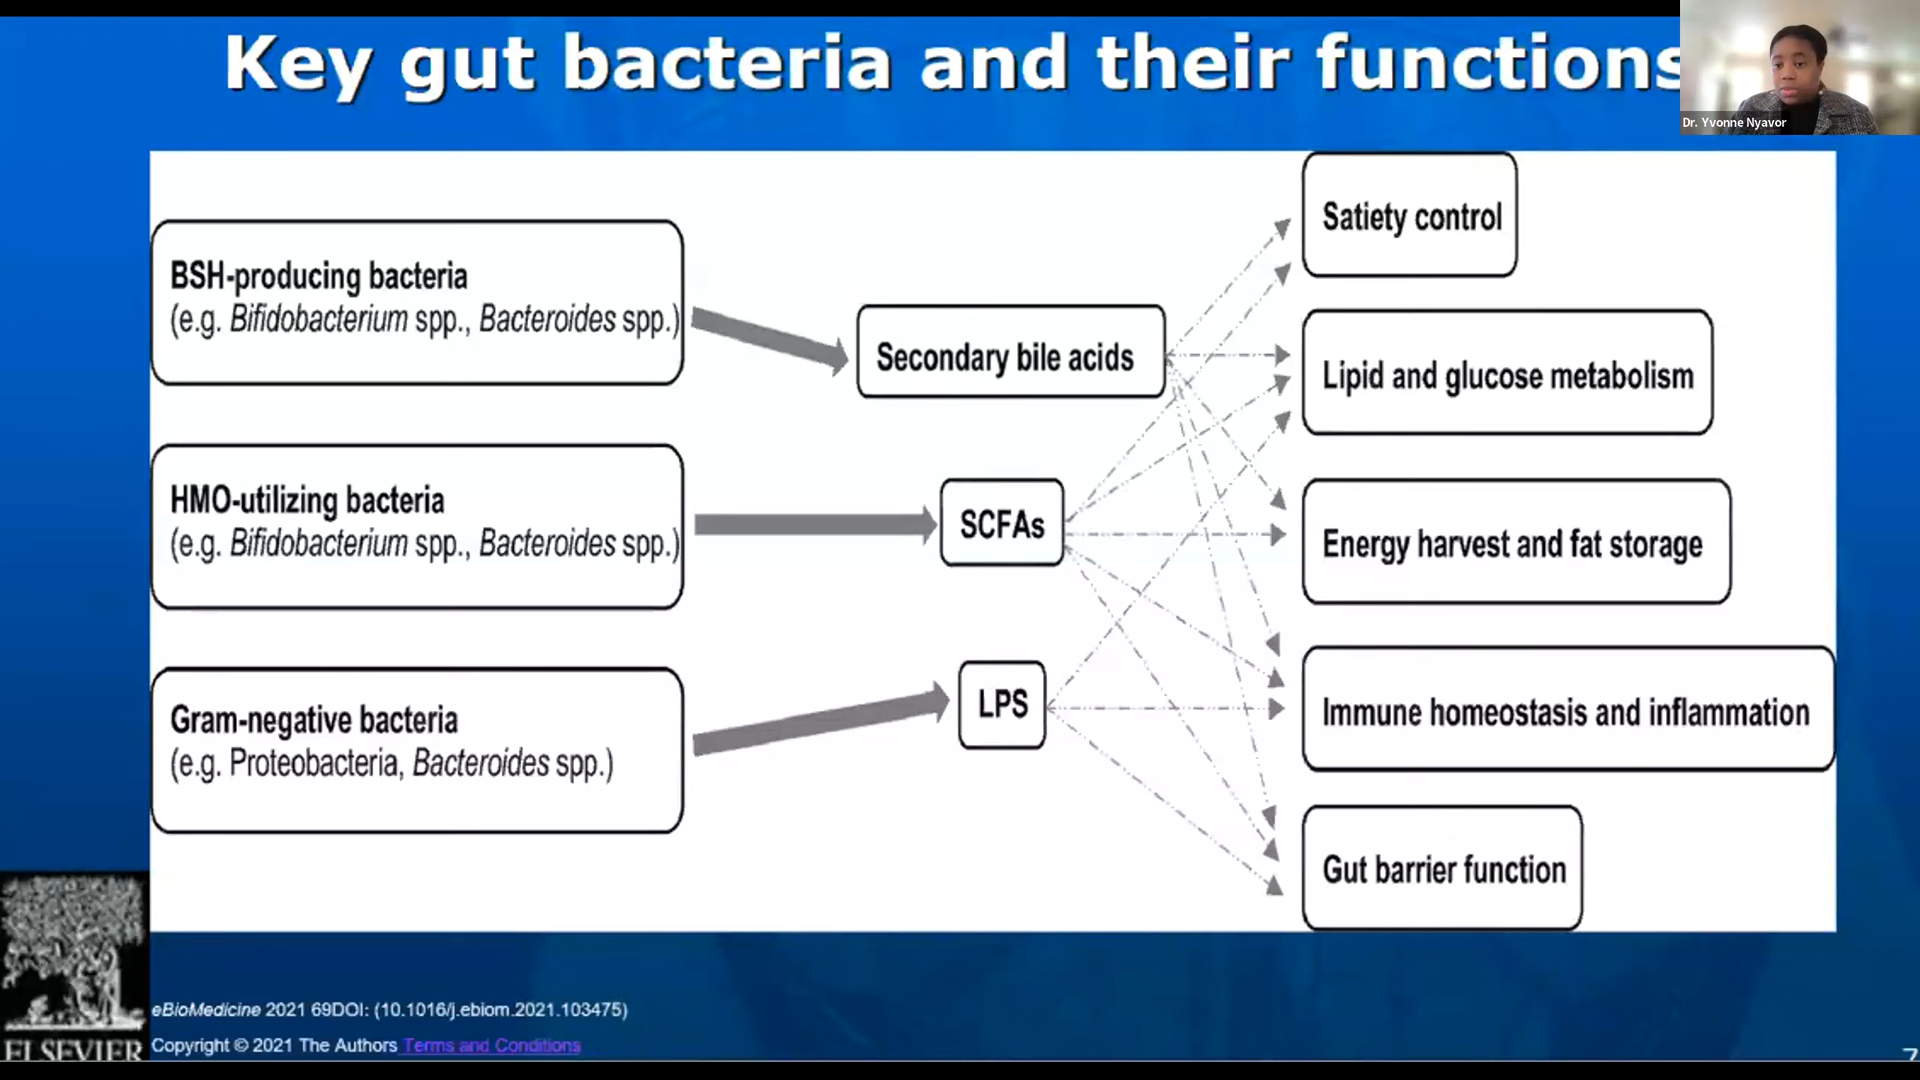 Key gut bacteria and their functions
Dr. Yvonne Nyavor
BSH-producing bacteria
(e.g. Bifidobacterium spp., Bacteroides spp.)
HMO-utilizing bacteria
(e.g. Bifidobacterium spp., Bacteroides spp.)
Gram-negative bacteria
(e.g. Proteobacteria, Bacteroides spp.)
Secondary bile acids
SCFAs
LPS
Satiety control
Lipid and glucose metabolism
Energy harvest and fat storage
Immune homeostasis and inflammation
Gut barrier function
eBioMedicine 2021 69DOI: (10.1016/j.ebiom.2021.103475)
Copyright © 2021 The Authors Terms and Conditions
ELSEVIER
7